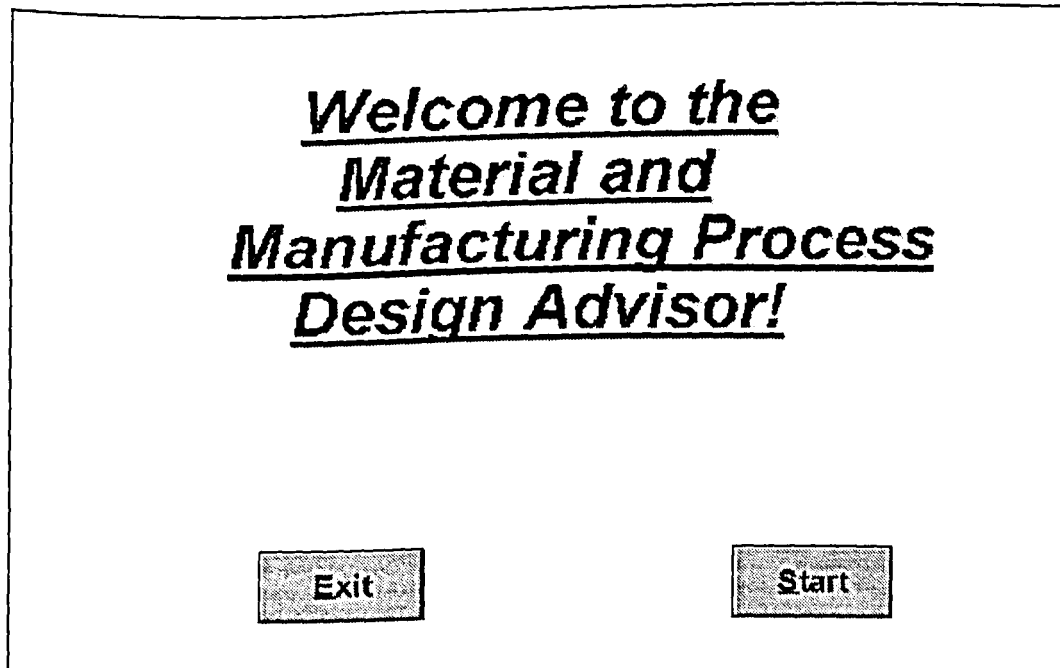 Welcome to the
Material and
Manufacturing Process
Design Advisor!
Exit
Start